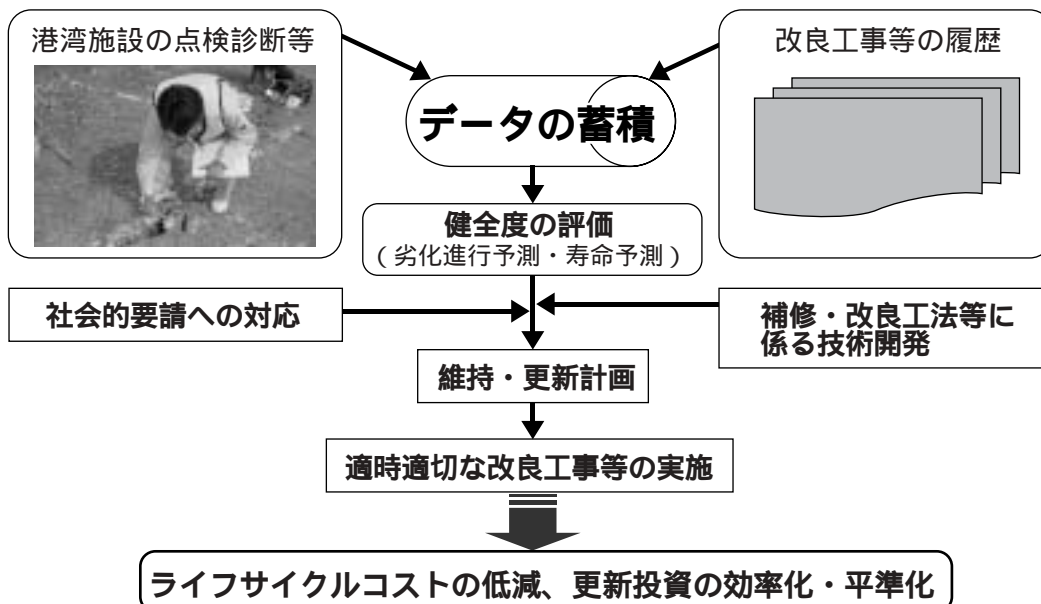 港湾施設の点検診断等
改良工事等の履歴
データの蓄積
健全度の評価
（劣化進行予測・寿命予測）
社会的要請への対応
補修・改良工法等に
係る技術開発
維持・更新計画
適時適切な改良工事等の実施
ライフサイクルコストの低減、更新投資の効率化・平準化